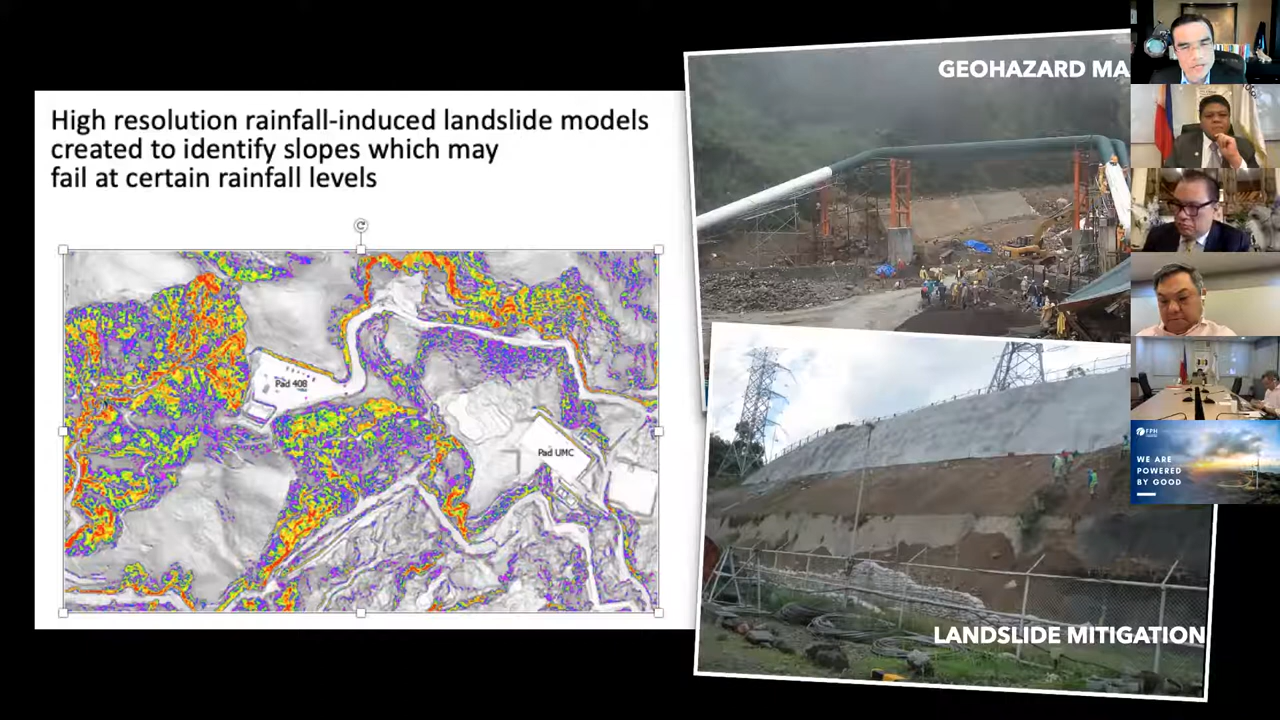 High resolution rainfall-induced landslide models
created to identify slopes which may
fail at certain rainfall levels
Pad 408
Pad UMC
GEOHAZARD MA
LANDSLIDE MITIGATION
FPH
WE ARE
POWERED
BY GOOD